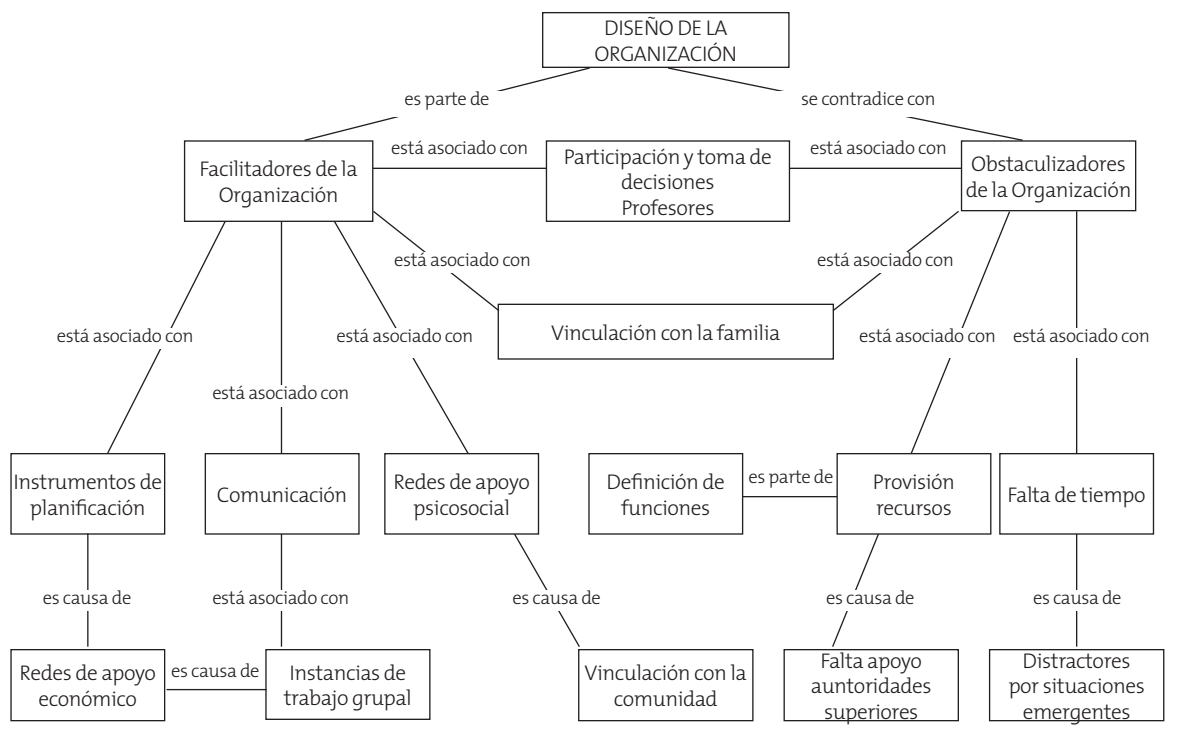 DISEÑO DE LA
ORGANIZACIÓN
es parte de
se contradice con
Facilitadores de la
Organización
está asociado con
Participación y toma de
decisiones
Profesores
está asociado con
Obstaculizadores
de la Organización
está asociado con
está asociado con
Vinculación con la familia
está asociado con
está asociado con
está asociado con
está asociado con
está asociado con
Instrumentos de
planificación
Comunicación
Redes de apoyo
psicosocial
Definición de
funciones
es parte de
Provisión
recursos
Falta de tiempo
es causa de
está asociado con
es causa de
es causa de
es causa de
Redes de apoyo
económico
es causa de
Instancias de
trabajo grupal
Vinculación con la
comunidad
Falta apoyo
auntoridades
superiores
Distractores
por situaciones
emergentes